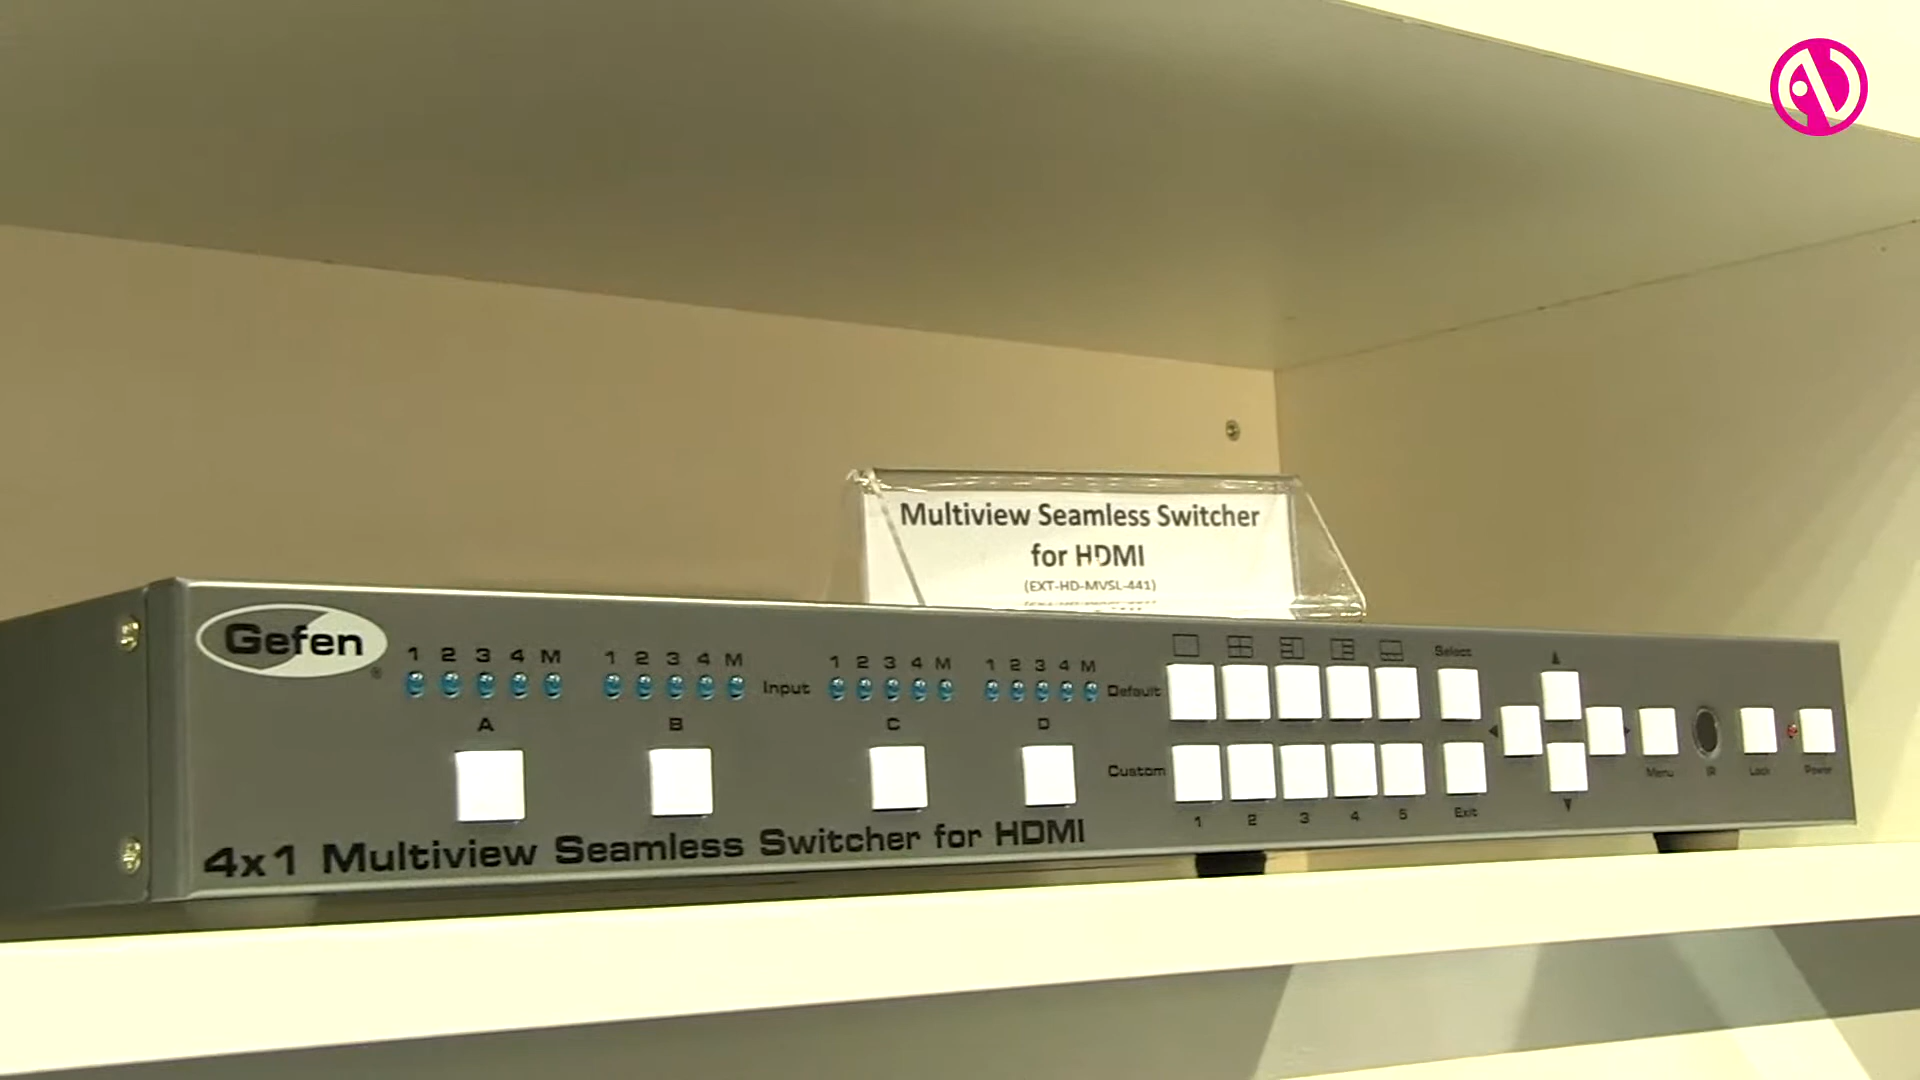 Multiview Seamless Switcher
for HDMI
(EXT-HD-MVSL-441)
Gefen
®
1 2 3 4 M
1 2 3 4 M
Input
1 2 3 4 M
1 2 3 4 M
Default
Select
A
B
C
D
Custom
Menu
IR
Lock
Power
1 2 3 4 5
Exit
4x1 Multiview Seamless Switcher for HDMI